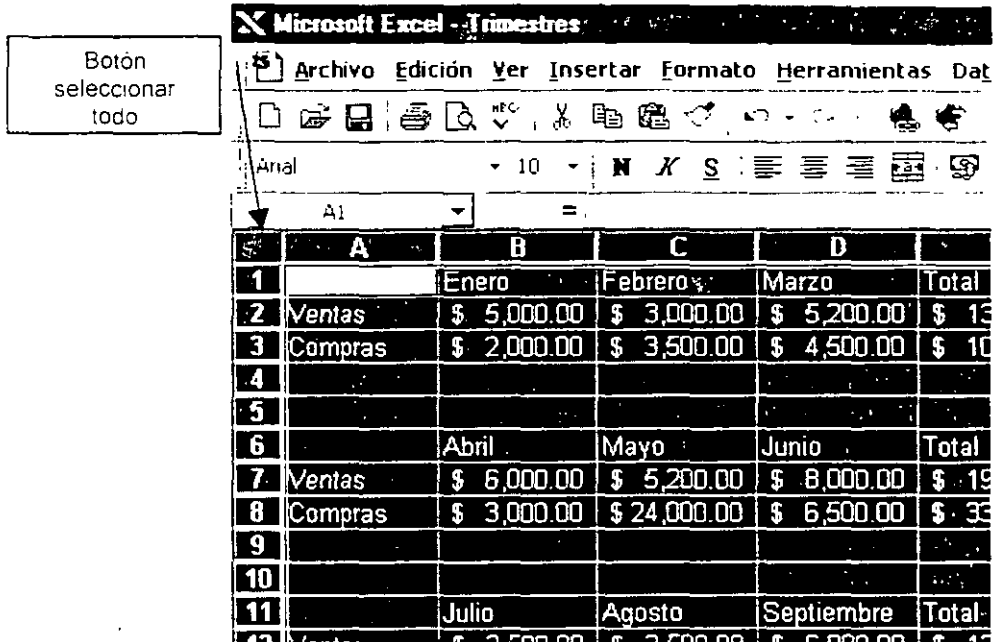 Botón
seleccionar
todo
Microsoft Excel - Trimestres
Archivo Edición Ver Insertar Formato Herramientas Dat
Arial 10 N K S
A1 =
A B C D
1 Enero Febrero Marzo Total
2 Ventas $ 5,000.00 $ 3,000.00 $ 5,200.00 $ 13
3 Compras $ 2,000.00 $ 3,500.00 $ 4,500.00 $ 10
4
5
6 Abril Mayo Junio Total
7 Ventas $ 6,000.00 $ 5,200.00 $ 8,000.00 $ 19
8 Compras $ 3,000.00 $ 24,000.00 $ 6,500.00 $ 33
9
10
11 Julio Agosto Septiembre Total